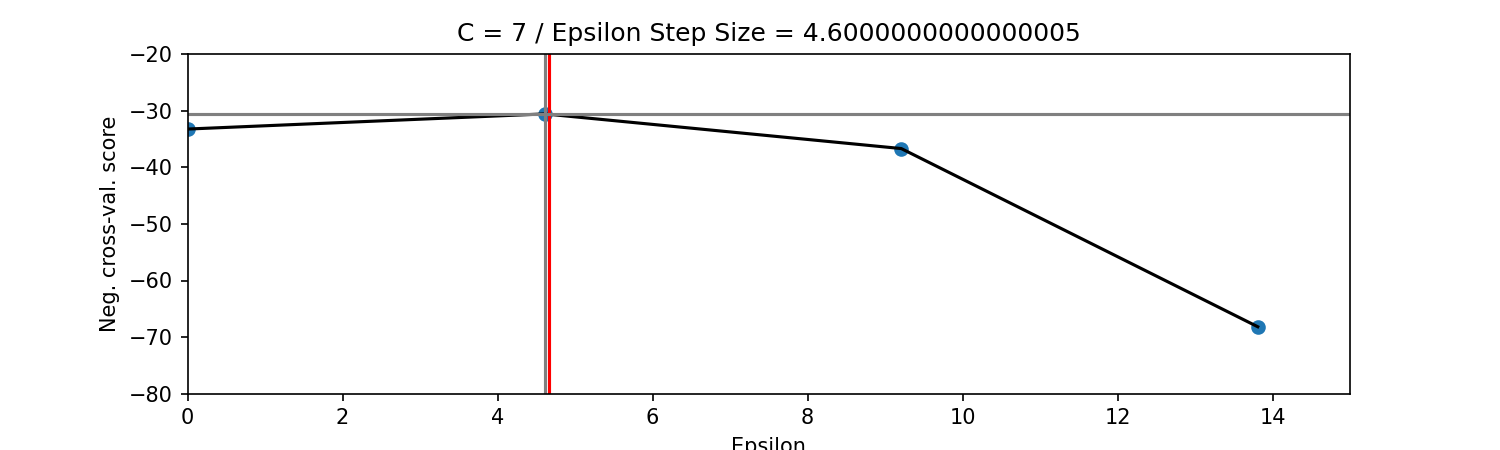 C = 7 / Epsilon Step Size = 4.6000000000000005
−20
−30
−40
−50
−60
−70
−80
Neg. cross-val. score
0 2 4 6 8 10 12 14
Epsilon